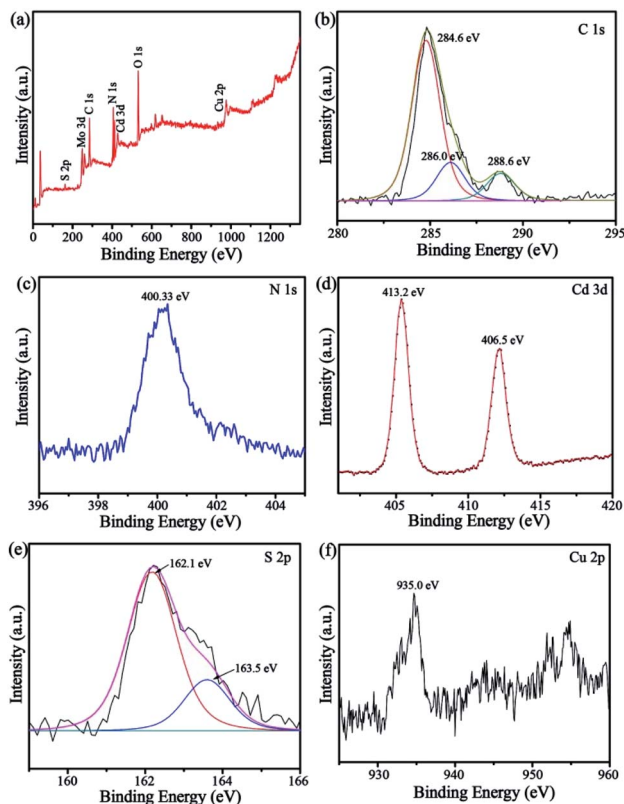 (a)
Intensity (a.u.)
S 2p
Mo 3d
C 1s
N 1s
Cd 3d
O 1s
Cu 2p
0 200 400 600 800 1000 1200
Binding Energy (eV)
(b)
C 1s
Intensity (a.u.)
284.6 eV
286.0 eV
288.6 eV
280 285 290 295
Binding Energy (eV)
(c)
N 1s
Intensity (a.u.)
400.33 eV
396 398 400 402 404
Binding Energy (eV)
(d)
Cd 3d
Intensity (a.u.)
413.2 eV
406.5 eV
405 410 415 420
Binding Energy (eV)
(e)
S 2p
Intensity (a.u.)
162.1 eV
163.5 eV
160 162 164 166
Binding Energy (eV)
(f)
Cu 2p
Intensity (a.u.)
935.0 eV
930 940 950 960
Binding Energy (eV)